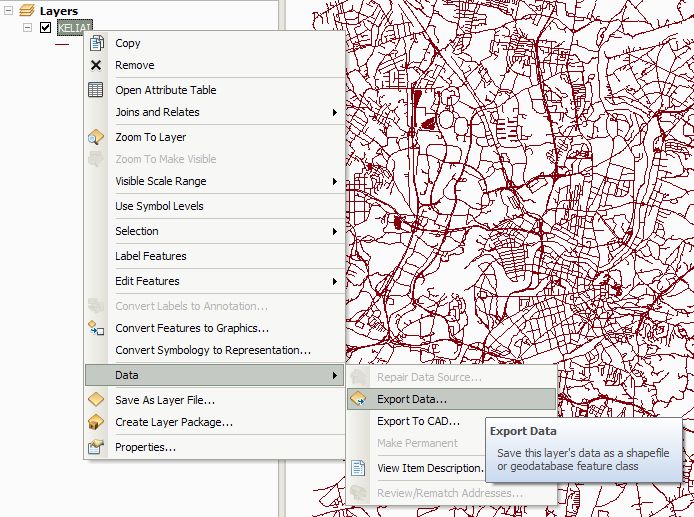 Layers
KELIAI
Copy
Remove
Open Attribute Table
Joins and Relates
Zoom To Layer
Zoom To Make Visible
Visible Scale Range
Use Symbol Levels
Selection
Label Features
Edit Features
Convert Labels to Annotation...
Convert Features to Graphics...
Convert Symbology to Representation...
Data
Save As Layer File...
Create Layer Package...
Properties...
Repair Data Source...
Export Data...
Export To CAD...
Make Permanent
View Item Description...
Review/Rematch Addresses...
Export Data
Save this layer's data as a shapefile
or geodatabase feature class